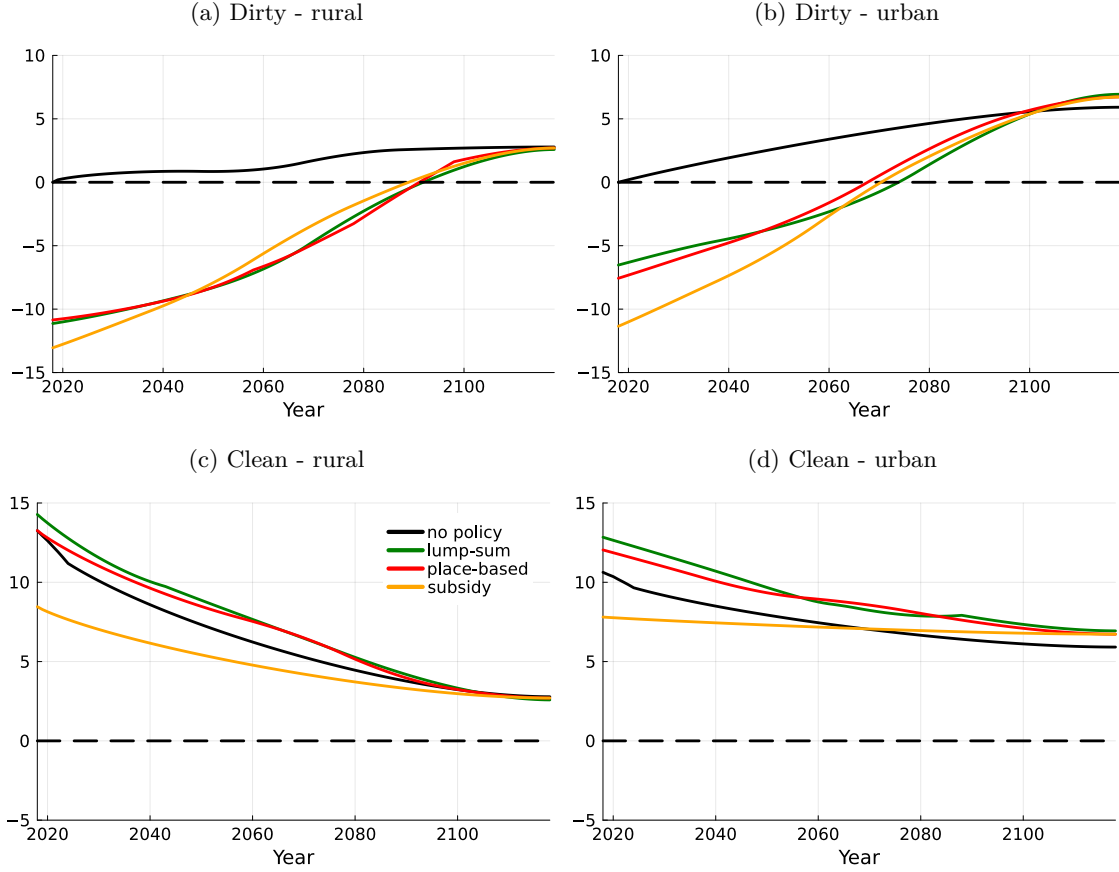 (a) Dirty - rural
10
5
0
−5
−10
−15
2020 2040 2060 2080 2100
Year
(b) Dirty - urban
10
5
0
−5
−10
−15
2020 2040 2060 2080 2100
Year
(c) Clean - rural
15
10
5
0
−5
no policy
lump-sum
place-based
subsidy
2020 2040 2060 2080 2100
Year
(d) Clean - urban
15
10
5
0
−5
2020 2040 2060 2080 2100
Year